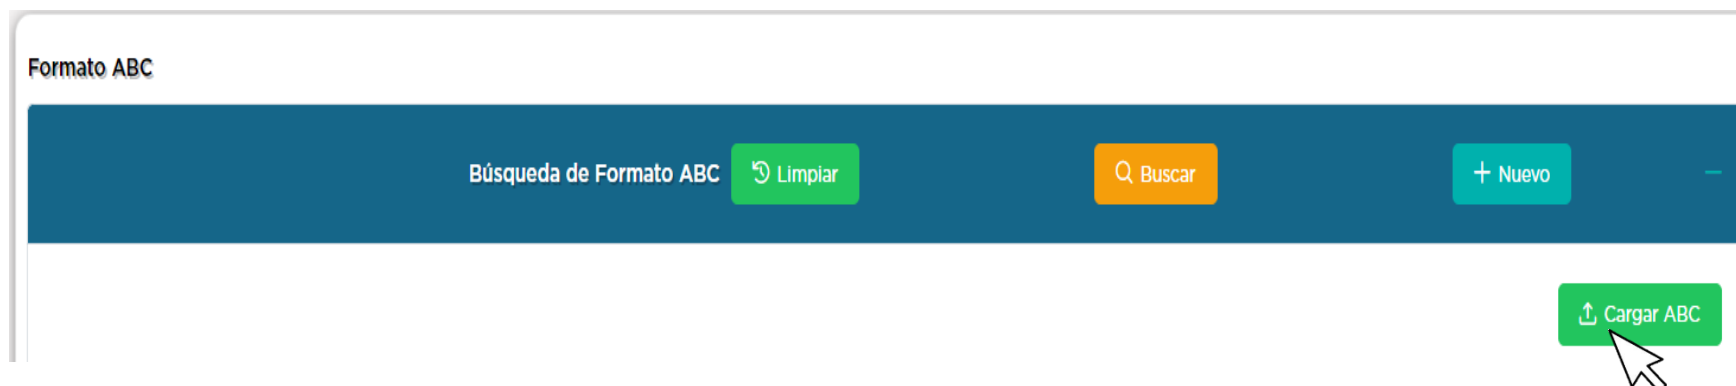 Formato ABC
Búsqueda de Formato ABC Limpiar Buscar Nuevo
Cargar ABC